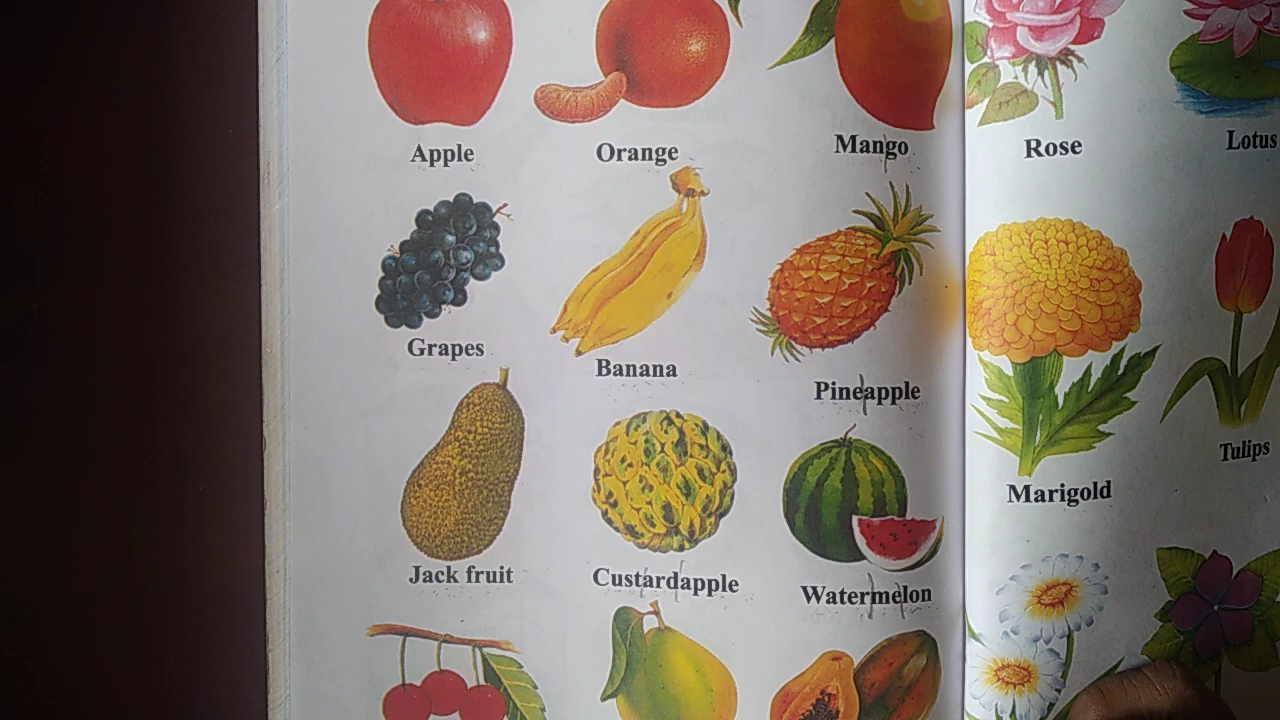 Apple
Orange
Mango
Grapes
Banana
Pineapple
Jack fruit
Custardapple
Watermelon
Rose
Lotus
Marigold
Tulips